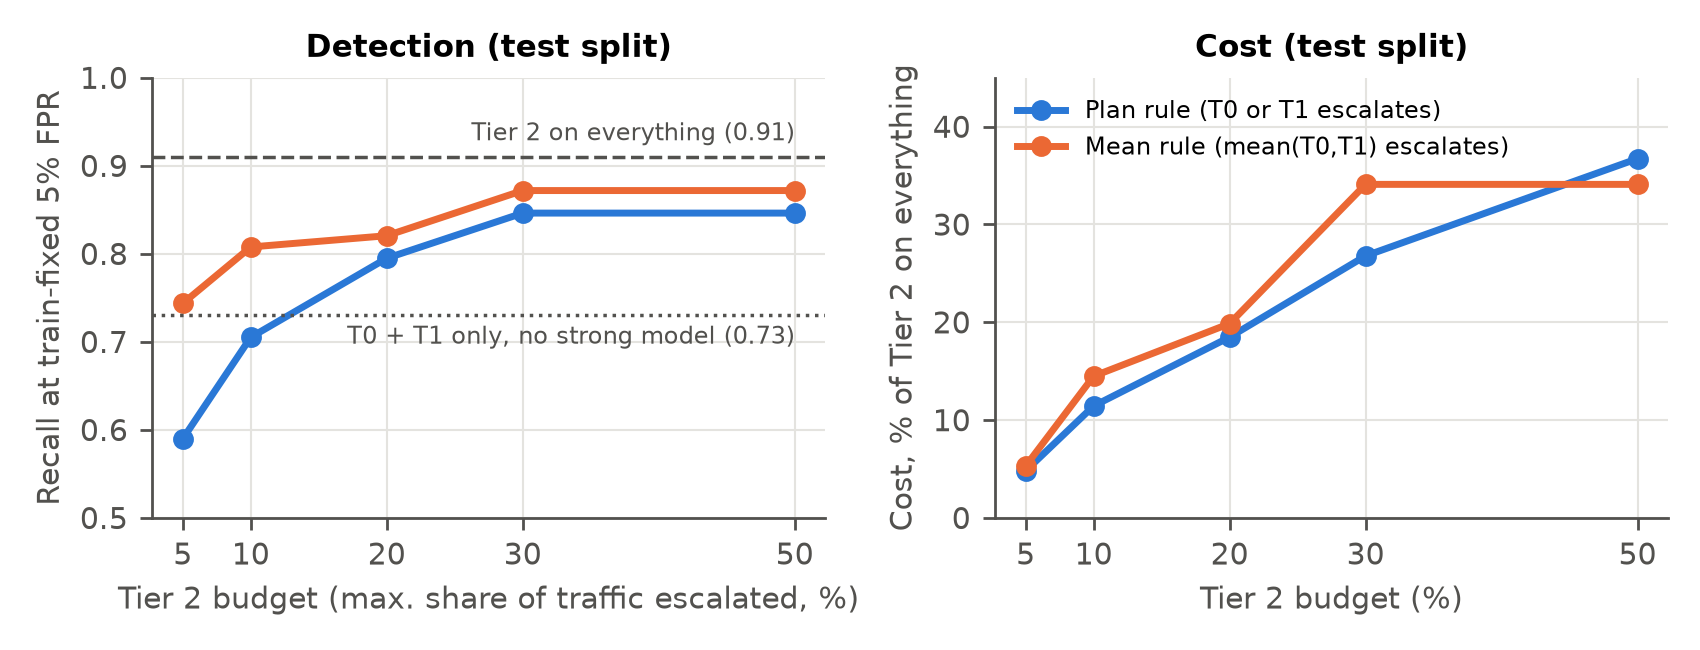 Detection (test split)
Recall at train-fixed 5% FPR
1.0
0.9
0.8
0.7
0.6
0.5
Tier 2 on everything (0.91)
T0 + T1 only, no strong model (0.73)
5 10 20 30 50
Tier 2 budget (max. share of traffic escalated, %)
Cost (test split)
Cost, % of Tier 2 on everything
40
30
20
10
0
Plan rule (T0 or T1 escalates)
Mean rule (mean(T0,T1) escalates)
5 10 20 30 50
Tier 2 budget (%)